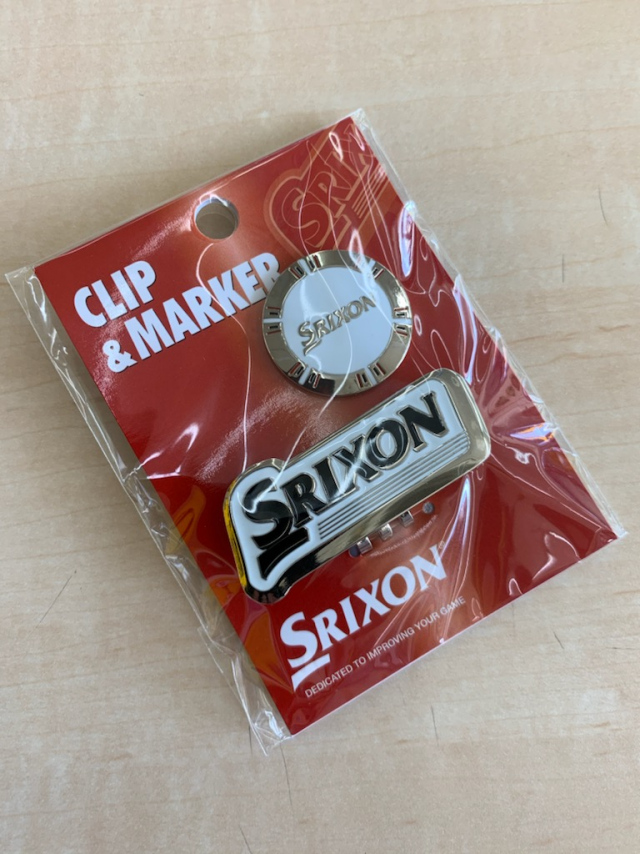 CLIP
& MARKER
SRIXON
SRIXON
SRIXON
DEDICATED TO IMPROVING YOUR GAME